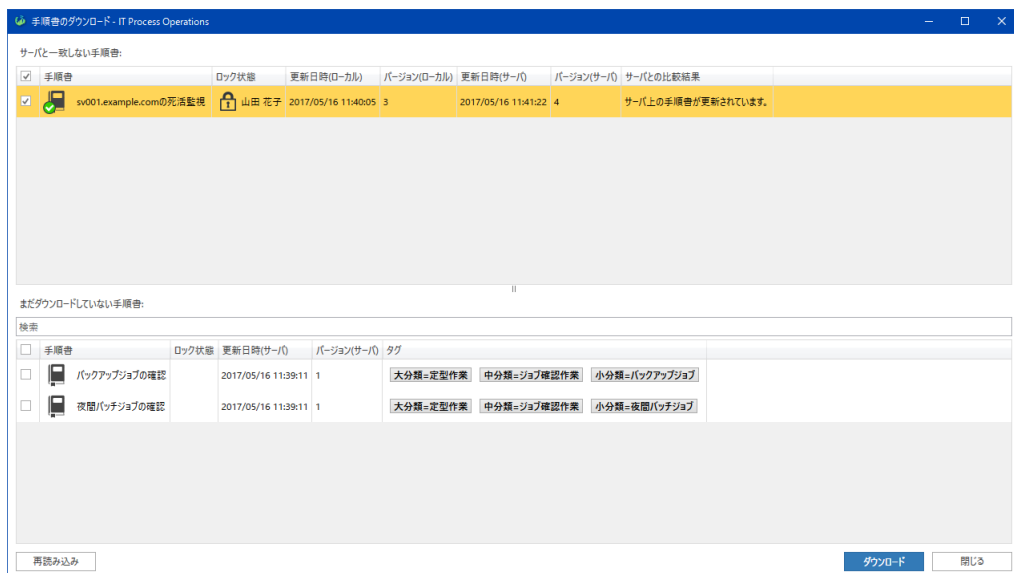 手順書のダウンロード - IT Process Operations
サーバと一致しない手順書:
手順書 ロック状態 更新日時(ローカル) バージョン(ローカル) 更新日時(サーバ) バージョン(サーバ) サーバとの比較結果
sv001.example.comの死活監視 山田 花子 2017/05/16 11:40:05 3 2017/05/16 11:41:22 4 サーバ上の手順書が更新されています。
まだダウンロードしていない手順書:
検索
手順書 ロック状態 更新日時(サーバ) バージョン(サーバ) タグ
バックアップジョブの確認 2017/05/16 11:39:11 1 大分類=定型作業 中分類=ジョブ確認作業 小分類=バックアップジョブ
夜間バッチジョブの確認 2017/05/16 11:39:11 1 大分類=定型作業 中分類=ジョブ確認作業 小分類=夜間バッチジョブ
再読み込み ダウンロード 閉じる